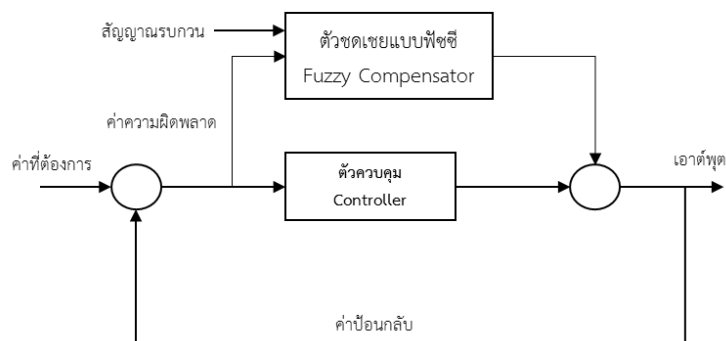 สัญญาณรบกวน
ตัวชดเชยแบบฟัซซี
Fuzzy Compensator
ค่าความผิดพลาด
ค่าที่ต้องการ
ตัวควบคุม
Controller
เอาต์พุต
ค่าป้อนกลับ